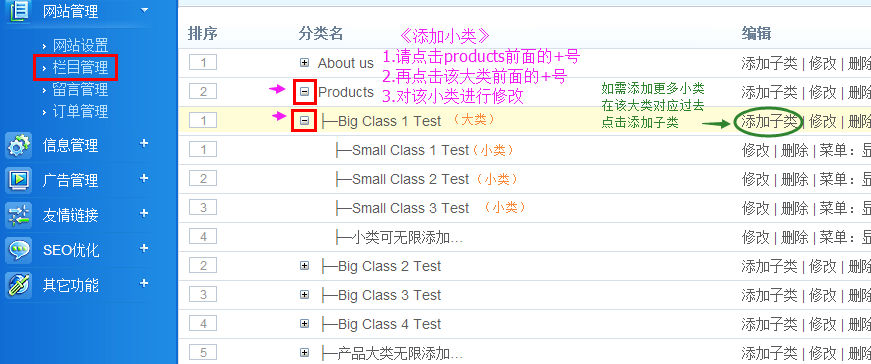 网站管理
网站设置
栏目管理
留言管理
订单管理
信息管理
广告管理
友情链接
SEO优化
其它功能
排序 分类名 编辑
《添加小类》
1.请点击products前面的+号
2.再点击该大类前面的+号
3.对该小类进行修改
如需添加更多小类
在该大类对应过去
点击添加子类
1 About us 添加子类 | 修改 | 删除
2 Products 添加子类 | 修改 | 删除
1 ├─Big Class 1 Test （大类） 添加子类 | 修改 | 删除
1 ├─Small Class 1 Test（小类） 修改 | 删除 | 菜单：显
2 ├─Small Class 2 Test（小类） 修改 | 删除 | 菜单：显
3 ├─Small Class 3 Test （小类） 修改 | 删除 | 菜单：显
4 ├─小类可无限添加... 修改 | 删除 | 菜单：显
2 ├─Big Class 2 Test 添加子类 | 修改 | 删除
3 ├─Big Class 3 Test 添加子类 | 修改 | 删除
4 ├─Big Class 4 Test 添加子类 | 修改 | 删除
5 ├─产品大类无限添加... 添加子类 | 修改 | 删除